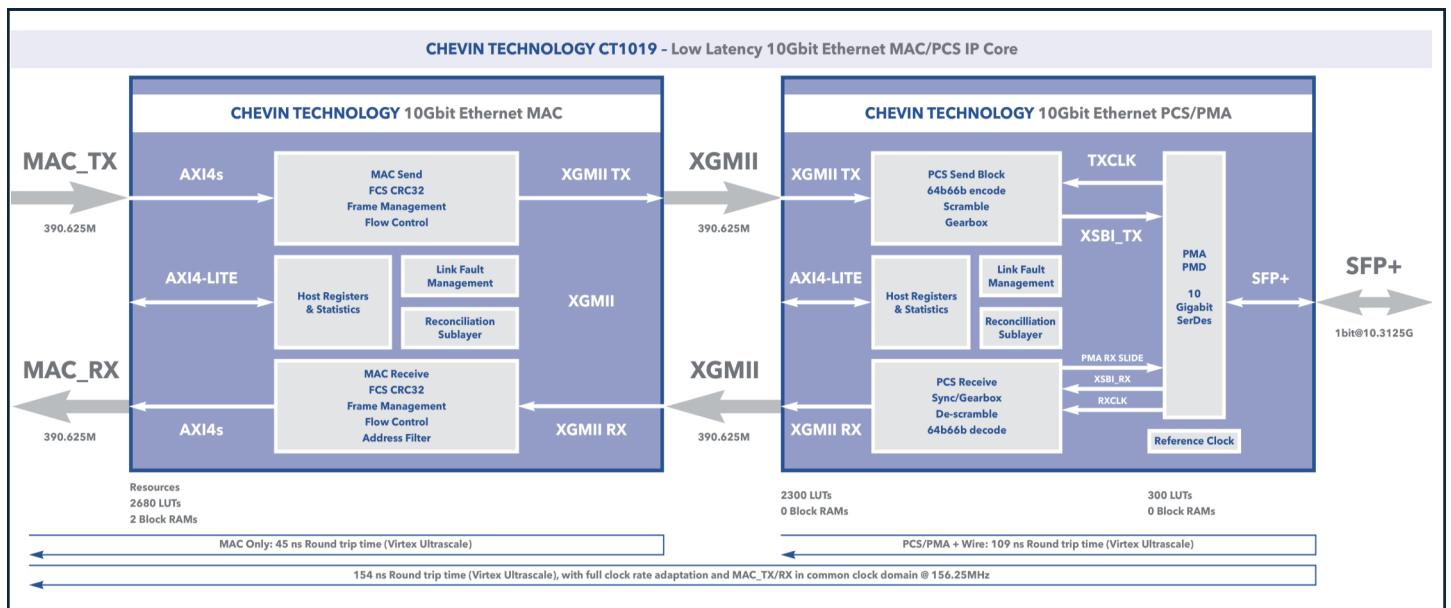 CHEVIN TECHNOLOGY CT1019 – Low Latency 10Gbit Ethernet MAC/PCS IP Core
CHEVIN TECHNOLOGY 10Gbit Ethernet MAC
MAC_TX
390.625M
AXI4s
MAC Send
FCS CRC32
Frame Management
Flow Control
XGMII TX
AXI4-LITE
Host Registers
& Statistics
Link Fault
Management
Reconciliation
Sublayer
XGMII
MAC_RX
390.625M
AXI4s
MAC Receive
FCS CRC32
Frame Management
Flow Control
Address Filter
XGMII RX
XGMII
390.625M
XGMII
390.625M
CHEVIN TECHNOLOGY 10Gbit Ethernet PCS/PMA
XGMII TX
PCS Send Block
64b66b encode
Scramble
Gearbox
TXCLK
XSBI_TX
AXI4-LITE
Host Registers
& Statistics
Link Fault
Management
Reconcilliation
Sublayer
PMA
PMD
10
Gigabit
SerDes
SFP+
SFP+
1bit@10.3125G
XGMII RX
PCS Receive
Sync/Gearbox
De-scramble
64b66b decode
PMA RX SLIDE
XSBI_RX
RXCLK
Reference Clock
Resources
2680 LUTs
2 Block RAMs
2300 LUTs
0 Block RAMs
300 LUTs
0 Block RAMs
MAC Only: 45 ns Round trip time (Virtex Ultrascale)
PCS/PMA + Wire: 109 ns Round trip time (Virtex Ultrascale)
154 ns Round trip time (Virtex Ultrascale), with full clock rate adaptation and MAC_TX/RX in common clock domain @ 156.25MHz